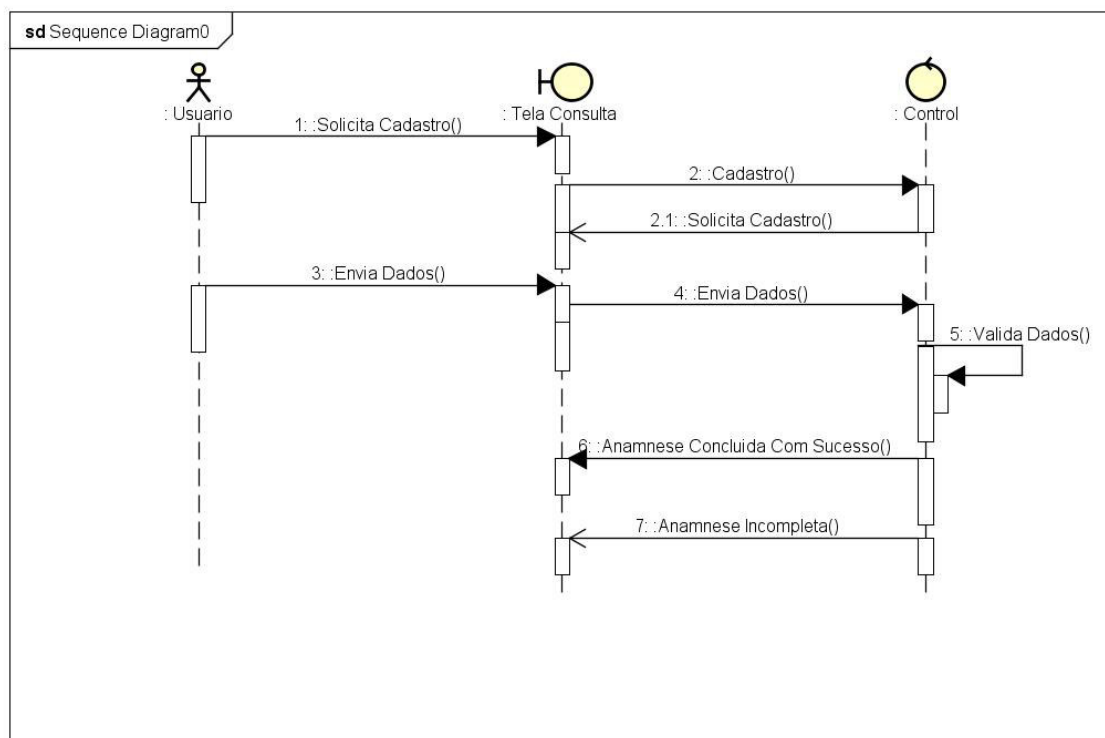 sd Sequence Diagram0
: Usuario
: Tela Consulta
: Control
1: :Solicita Cadastro()
2: :Cadastro()
2.1: :Solicita Cadastro()
3: :Envia Dados()
4: :Envia Dados()
5: :Valida Dados()
6: :Anamnese Concluida Com Sucesso()
7: :Anamnese Incompleta()